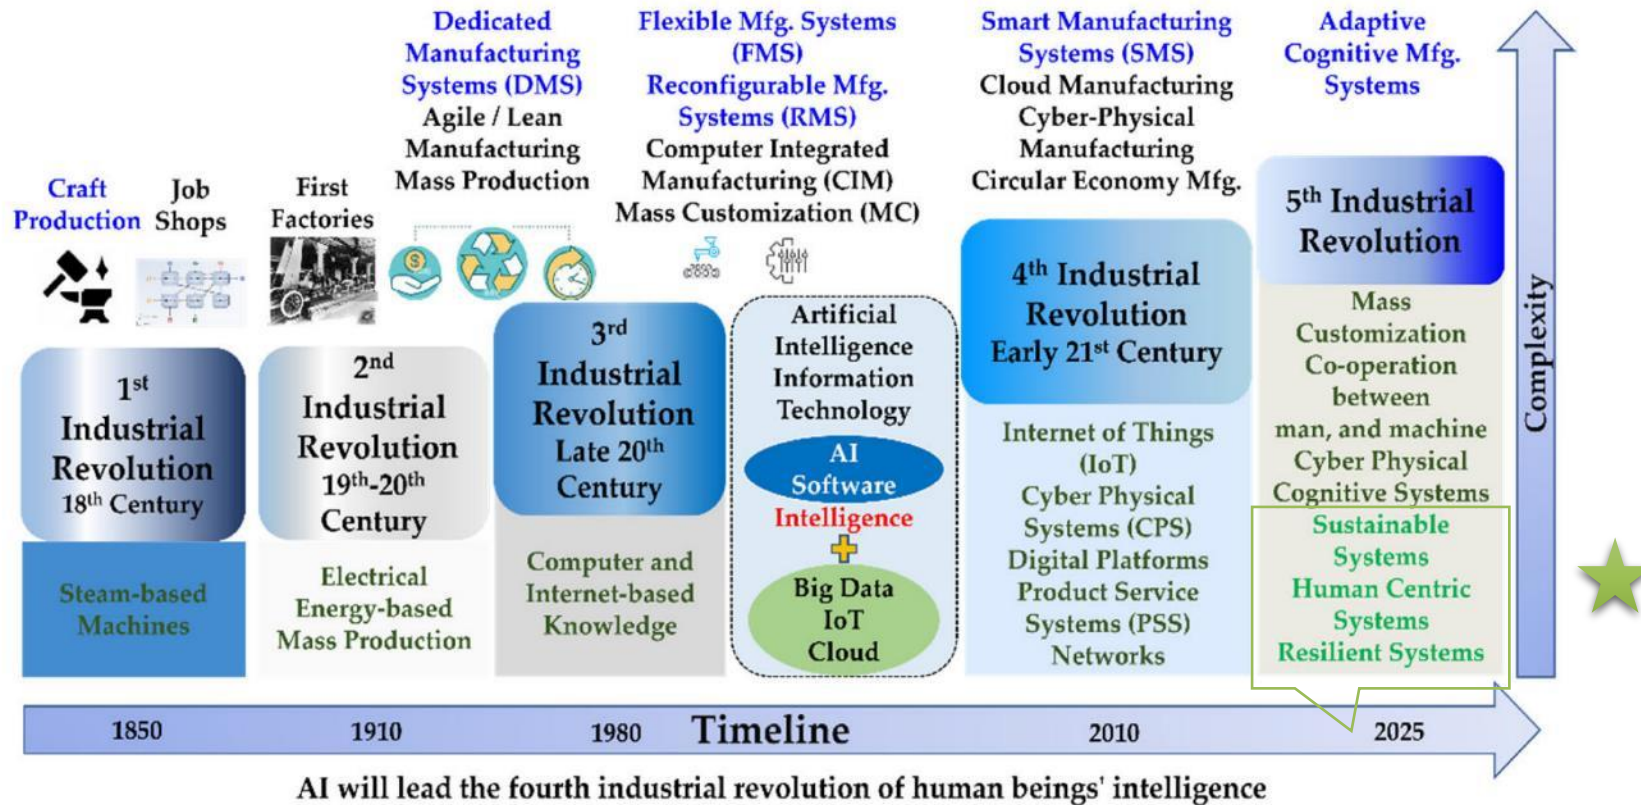 Craft
Production
Job
Shops
First
Factories
Dedicated
Manufacturing
Systems (DMS)
Agile / Lean
Manufacturing
Mass Production
Flexible Mfg. Systems
(FMS)
Reconfigurable Mfg.
Systems (RMS)
Computer Integrated
Manufacturing (CIM)
Mass Customization (MC)
Smart Manufacturing
Systems (SMS)
Cloud Manufacturing
Cyber-Physical
Manufacturing
Circular Economy Mfg.
Adaptive
Cognitive Mfg.
Systems
1st
Industrial
Revolution
18th Century
Steam-based
Machines
2nd
Industrial
Revolution
19th-20th
Century
Electrical
Energy-based
Mass Production
3rd
Industrial
Revolution
Late 20th
Century
Computer and
Internet-based
Knowledge
Artificial
Intelligence
Information
Technology
AI
Software
Intelligence
Big Data
IoT
Cloud
4th Industrial
Revolution
Early 21st Century
Internet of Things
(IoT)
Cyber Physical
Systems (CPS)
Digital Platforms
Product Service
Systems (PSS)
Networks
5th Industrial
Revolution
Mass
Customization
Co-operation
between
man, and machine
Cyber Physical
Cognitive Systems
Sustainable
Systems
Human Centric
Systems
Resilient Systems
Complexity
1850 1910 1980 Timeline 2010 2025
AI will lead the fourth industrial revolution of human beings' intelligence